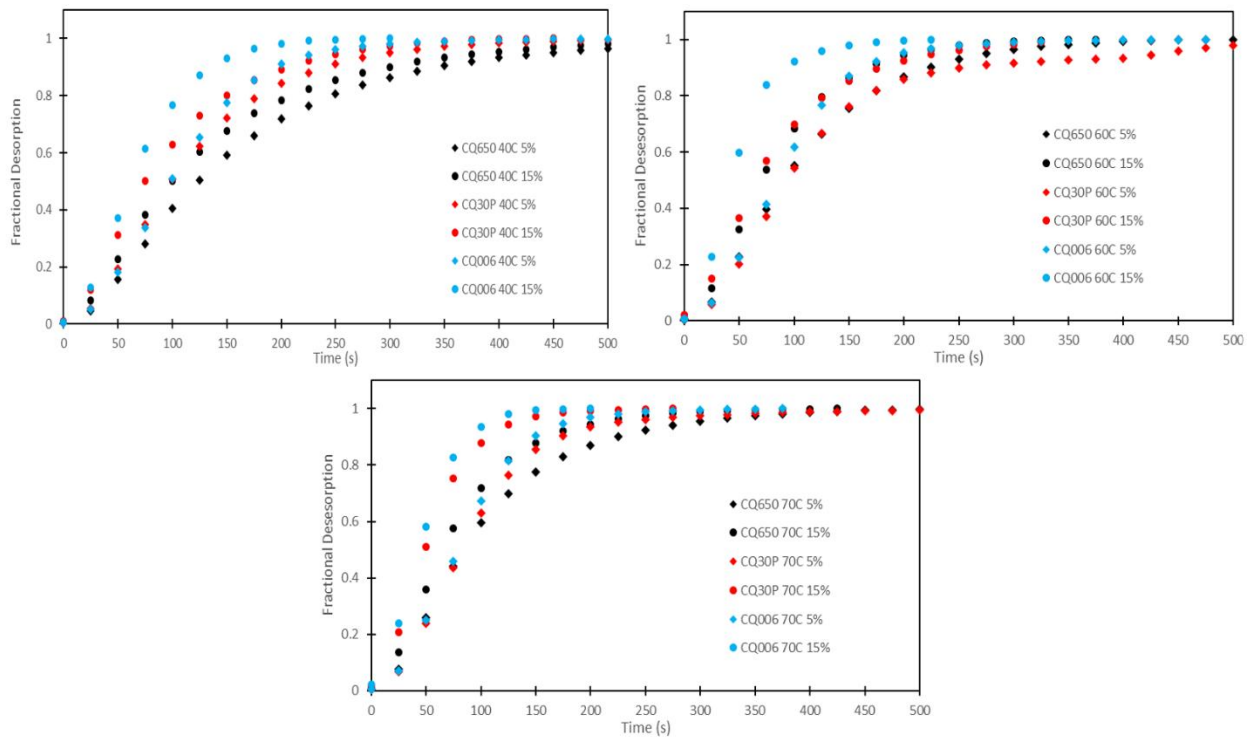 Fractional Desorption
1
0.8
0.6
0.4
0.2
0
0 50 100 150 200 250 300 350 400 450 500
Time (s)
CQ650 40C 5%
CQ650 40C 15%
CQ30P 40C 5%
CQ30P 40C 15%
CQ006 40C 5%
CQ006 40C 15%
Fractional Desesorption
1
0.8
0.6
0.4
0.2
0
0 50 100 150 200 250 300 350 400 450 500
Time (s)
CQ650 60C 5%
CQ650 60C 15%
CQ30P 60C 5%
CQ30P 60C 15%
CQ006 60C 5%
CQ006 60C 15%
Fractional Desesorption
1
0.8
0.6
0.4
0.2
0
0 50 100 150 200 250 300 350 400 450 500
Time (s)
CQ650 70C 5%
CQ650 70C 15%
CQ30P 70C 5%
CQ30P 70C 15%
CQ006 70C 5%
CQ006 70C 15%